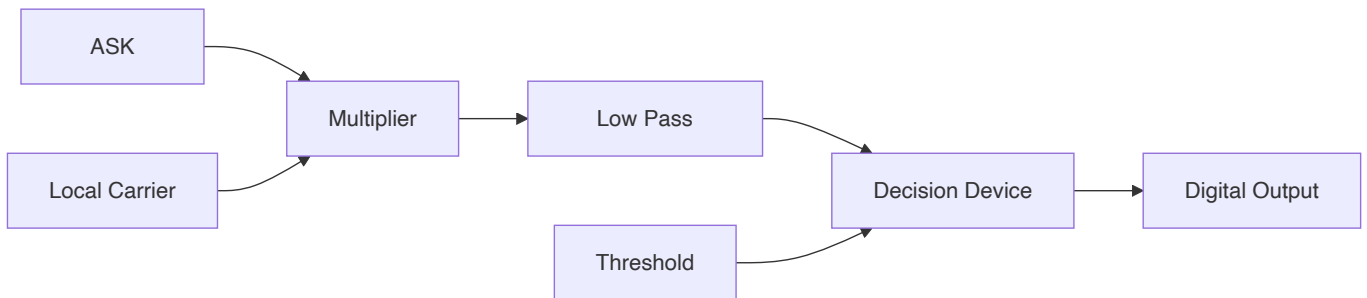 ASK
Local Carrier
Multiplier
Low Pass
Threshold
Decision Device
Digital Output